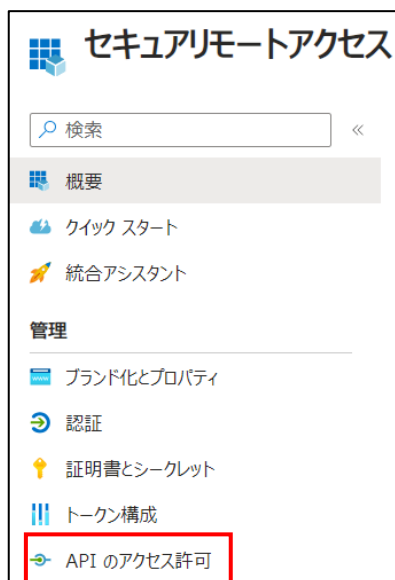 セキュアリモートアクセス
検索
概要
クイック スタート
統合アシスタント
管理
ブランド化とプロパティ
認証
証明書とシークレット
トークン構成
API のアクセス許可